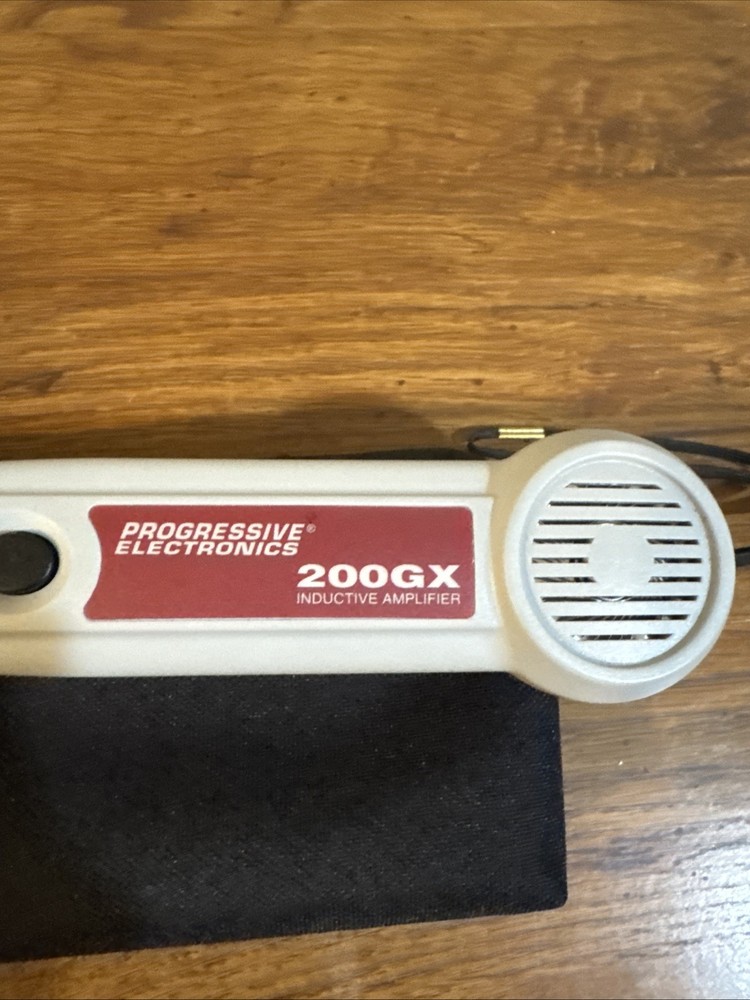 PROGRESSIVE®
ELECTRONICS
200GX
INDUCTIVE AMPLIFIER